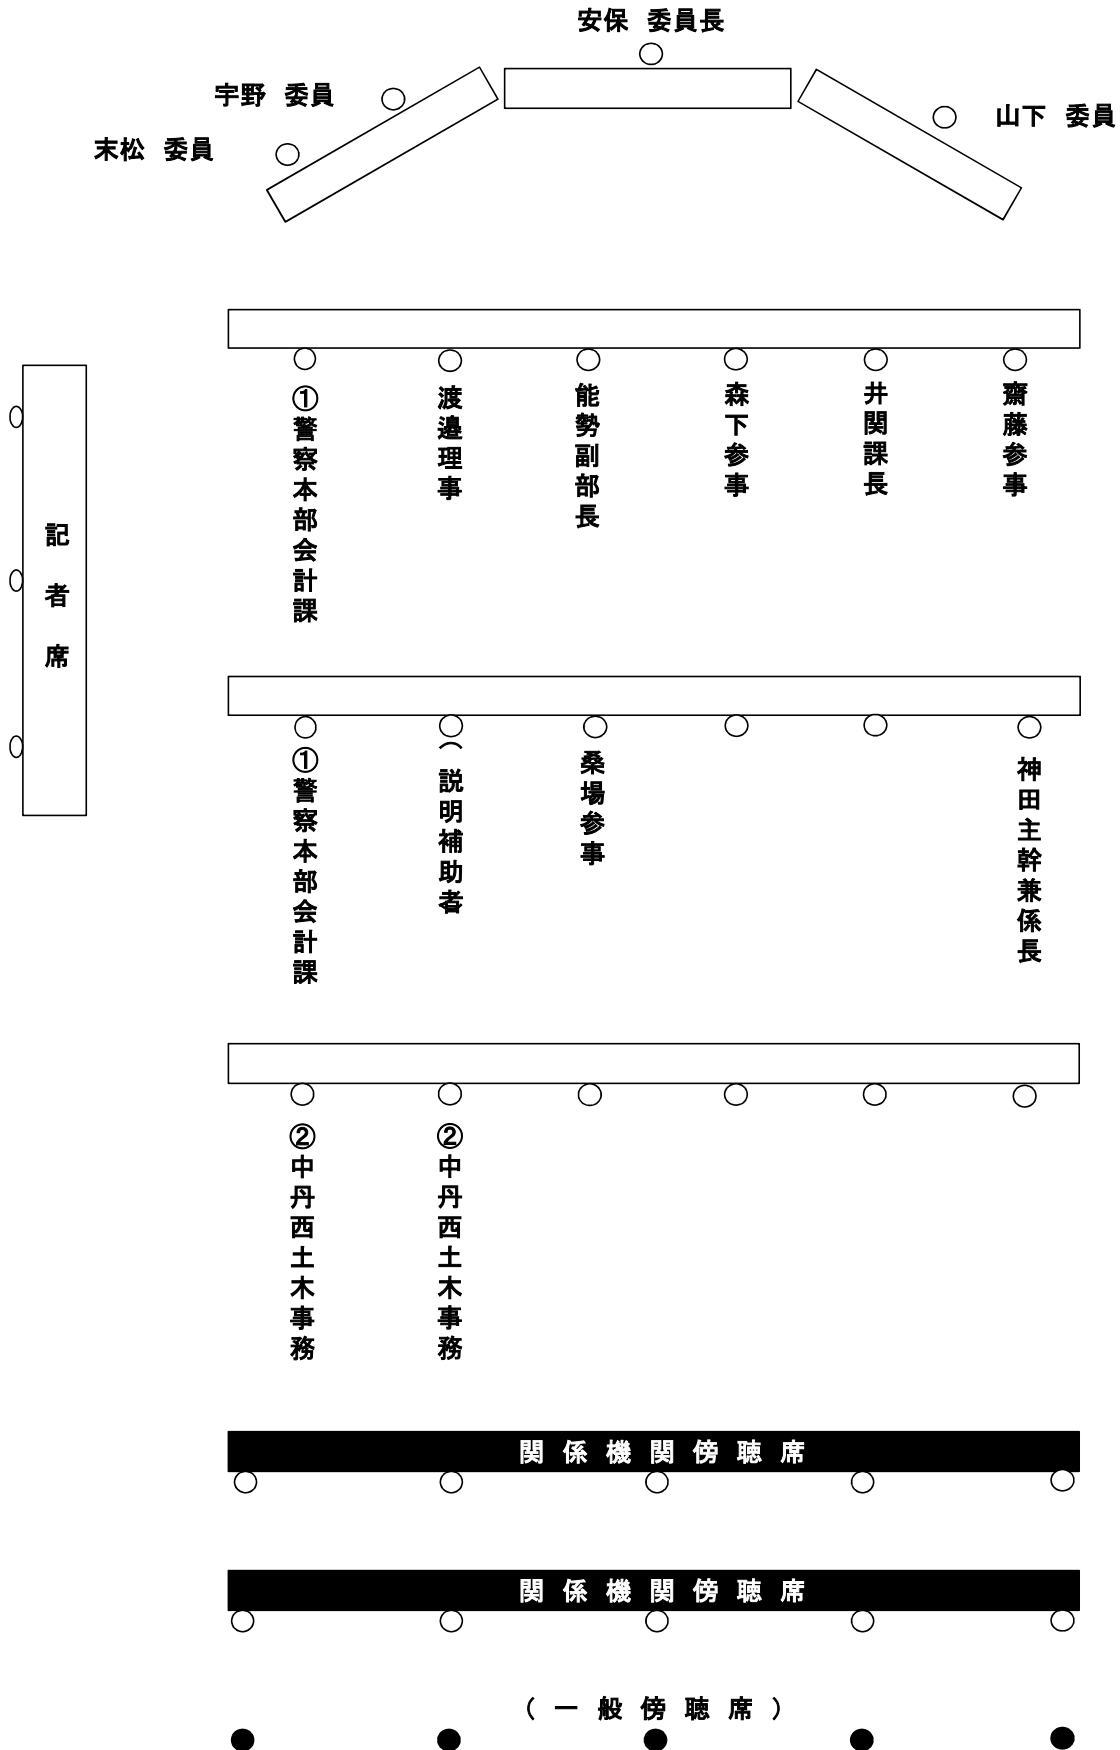 安保 委員長
宇野 委員
山下 委員
末松 委員
記者席
①警察本部会計課
渡邉理事
能勢副部長
森下参事
井関課長
齋藤参事
①警察本部会計課
(説明補助者
桑場参事
神田主幹兼係長
②中丹西土木事務
②中丹西土木事務
関係機関傍聴席
関係機関傍聴席
(一般傍聴席)